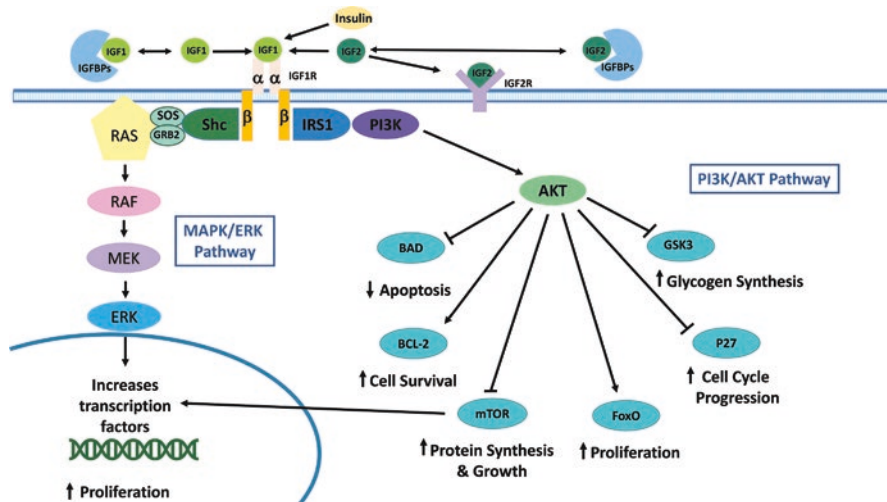 Insulin
IGFBPs
IGF1
IGF1
IGF1
IGF2
IGF2
IGFBPs
α α
IGF1R
IGF2
IGF2R
RAS
SOS
GRB2
Shc
β
β
IRS1
PI3K
AKT
PI3K/AKT Pathway
RAF
MAPK/ERK
Pathway
MEK
ERK
BAD
↓ Apoptosis
GSK3
↑ Glycogen Synthesis
BCL-2
↑ Cell Survival
P27
↑ Cell Cycle
Progression
Increases
transcription
factors
mTOR
↑ Protein Synthesis
& Growth
FoxO
↑ Proliferation
↑ Proliferation